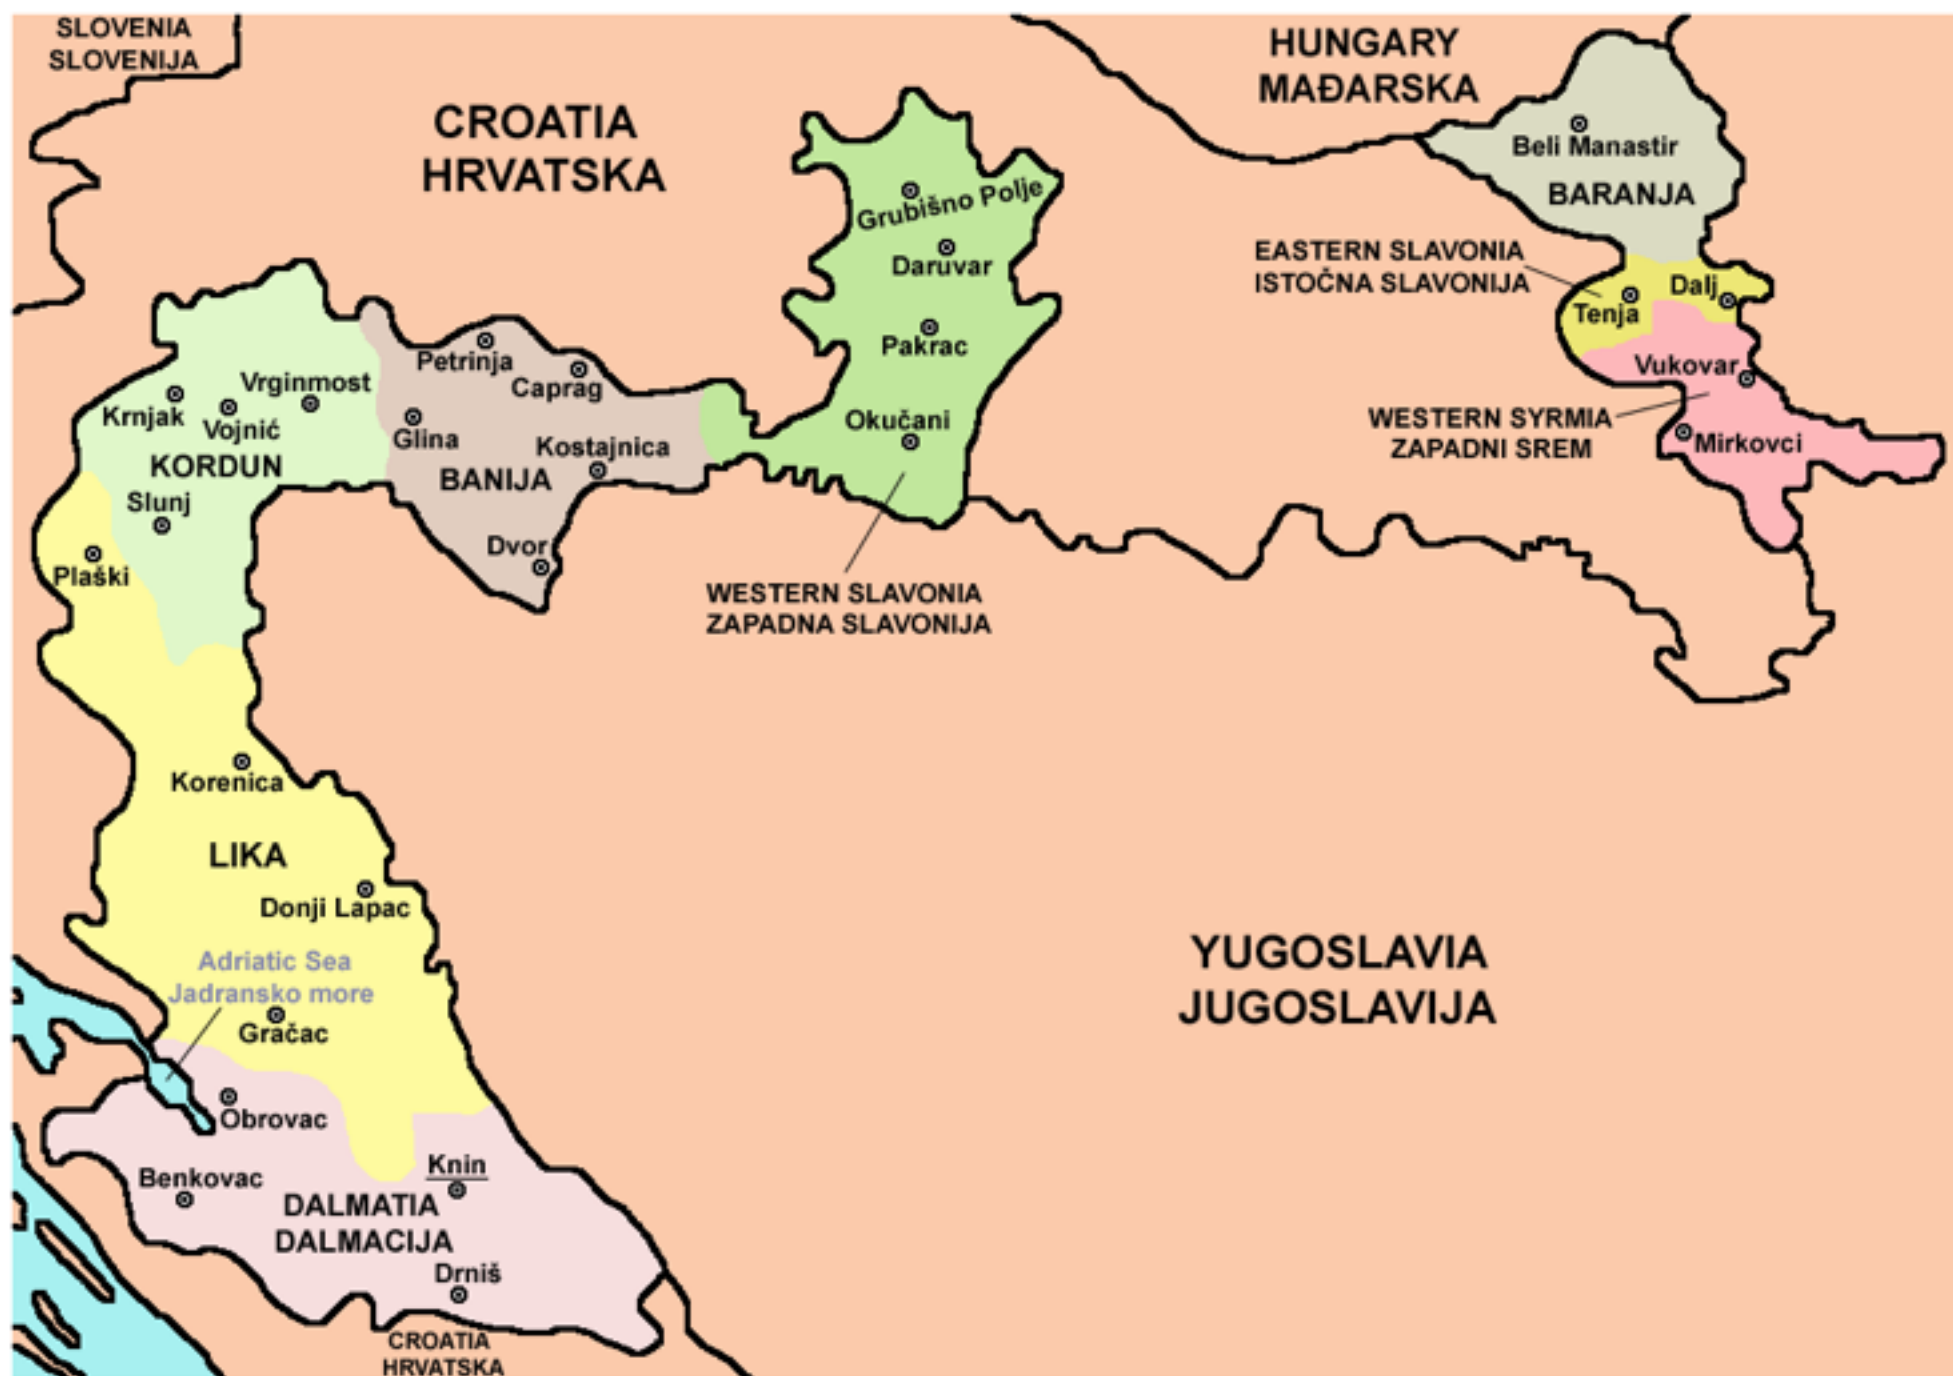 SLOVENIA
SLOVENIJA
CROATIA
HRVATSKA
HUNGARY
MAĐARSKA
Beli Manastir
BARANJA
Grubišno Polje
Daruvar
EASTERN SLAVONIA
ISTOČNA SLAVONIJA
Dalj
Tenja
Pakrac
Petrinja
Caprag
Vukovar
Vrginmost
Krnjak
Vojnić
Glina
Okučani
WESTERN SYRMIA
ZAPADNI SREM
Mirkovci
Kostajnica
KORDUN
BANIJA
Slunj
Dvor
Plaški
WESTERN SLAVONIA
ZAPADNA SLAVONIJA
Korenica
LIKA
Donji Lapac
Adriatic Sea
Jadransko more
Gračac
YUGOSLAVIA
JUGOSLAVIJA
Obrovac
Knin
Benkovac
DALMATIA
DALMACIJA
Drniš
CROATIA
HRVATSKA